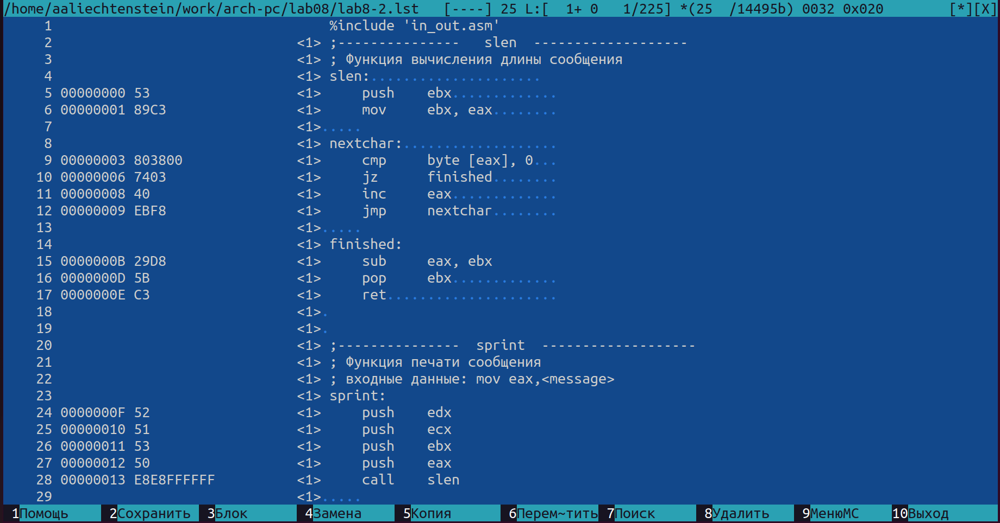 /home/aaliechtenstein/work/arch-pc/lab08/lab8-2.lst   [----] 25 L:[  1+ 0   1/225] *(25  /14495b) 0032 0x020        [*][X]
     1                                  %include 'in_out.asm'
     2                              <1> ;---------------   slen  -------------------
     3                              <1> ; Функция вычисления длины сообщения
     4                              <1> slen:.....................
     5 00000000 53                  <1>     push    ebx.............
     6 00000001 89C3                <1>     mov     ebx, eax........
     7                              <1>.....
     8                              <1> nextchar:...................
     9 00000003 803800              <1>     cmp     byte [eax], 0...
    10 00000006 7403                <1>     jz      finished........
    11 00000008 40                  <1>     inc     eax.............
    12 00000009 EBF8                <1>     jmp     nextchar........
    13                              <1>.....
    14                              <1> finished:
    15 0000000B 29D8                <1>     sub     eax, ebx
    16 0000000D 5B                  <1>     pop     ebx.............
    17 0000000E C3                  <1>     ret.....................
    18                              <1>.
    19                              <1>.
    20                              <1> ;---------------  sprint  -------------------
    21                              <1> ; Функция печати сообщения
    22                              <1> ; входные данные: mov eax,<message>
    23                              <1> sprint:
    24 0000000F 52                  <1>     push    edx
    25 00000010 51                  <1>     push    ecx
    26 00000011 53                  <1>     push    ebx
    27 00000012 50                  <1>     push    eax
    28 00000013 E8E8FFFFFF          <1>     call    slen
    29                              <1>.....
 1Помощь     2Сохранить  3Блок       4Замена     5Копия       6Перем~тить 7Поиск      8Удалить    9МенюMC    10Выход